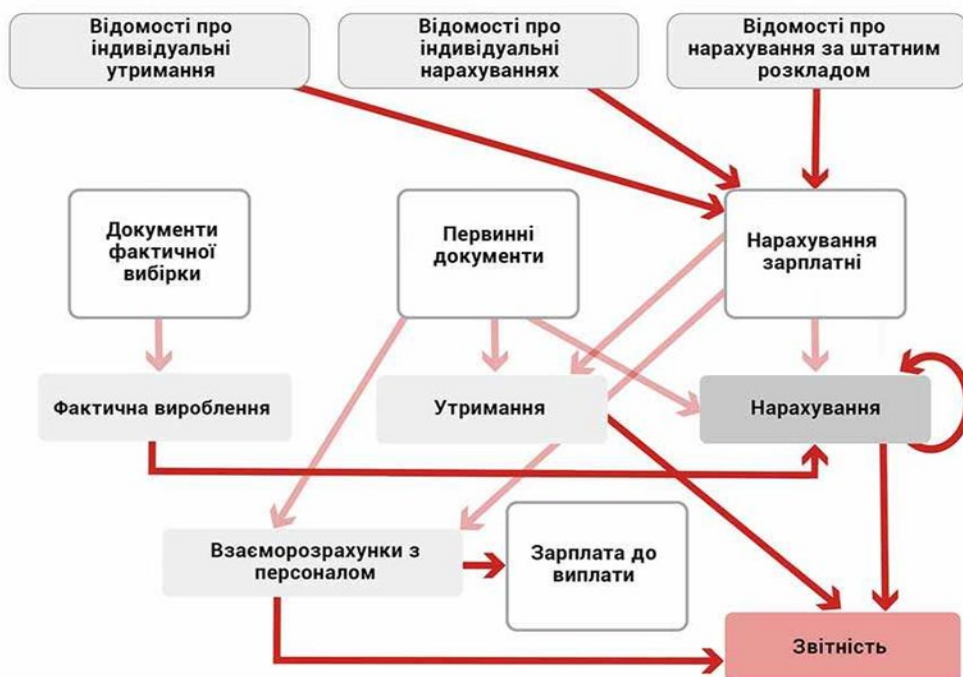 Відомості про
індивідуальні
утримання
Відомості про
індивідуальні
нарахуваннях
Відомості про
нарахування за штатним
розкладом
Документи
фактичної
вибірки
Первинні
документи
Нарахування
зарплатні
Фактична вироблення
Утримання
Нарахування
Взаєморозрахунки з
персоналом
Зарплата до
виплати
Звітність